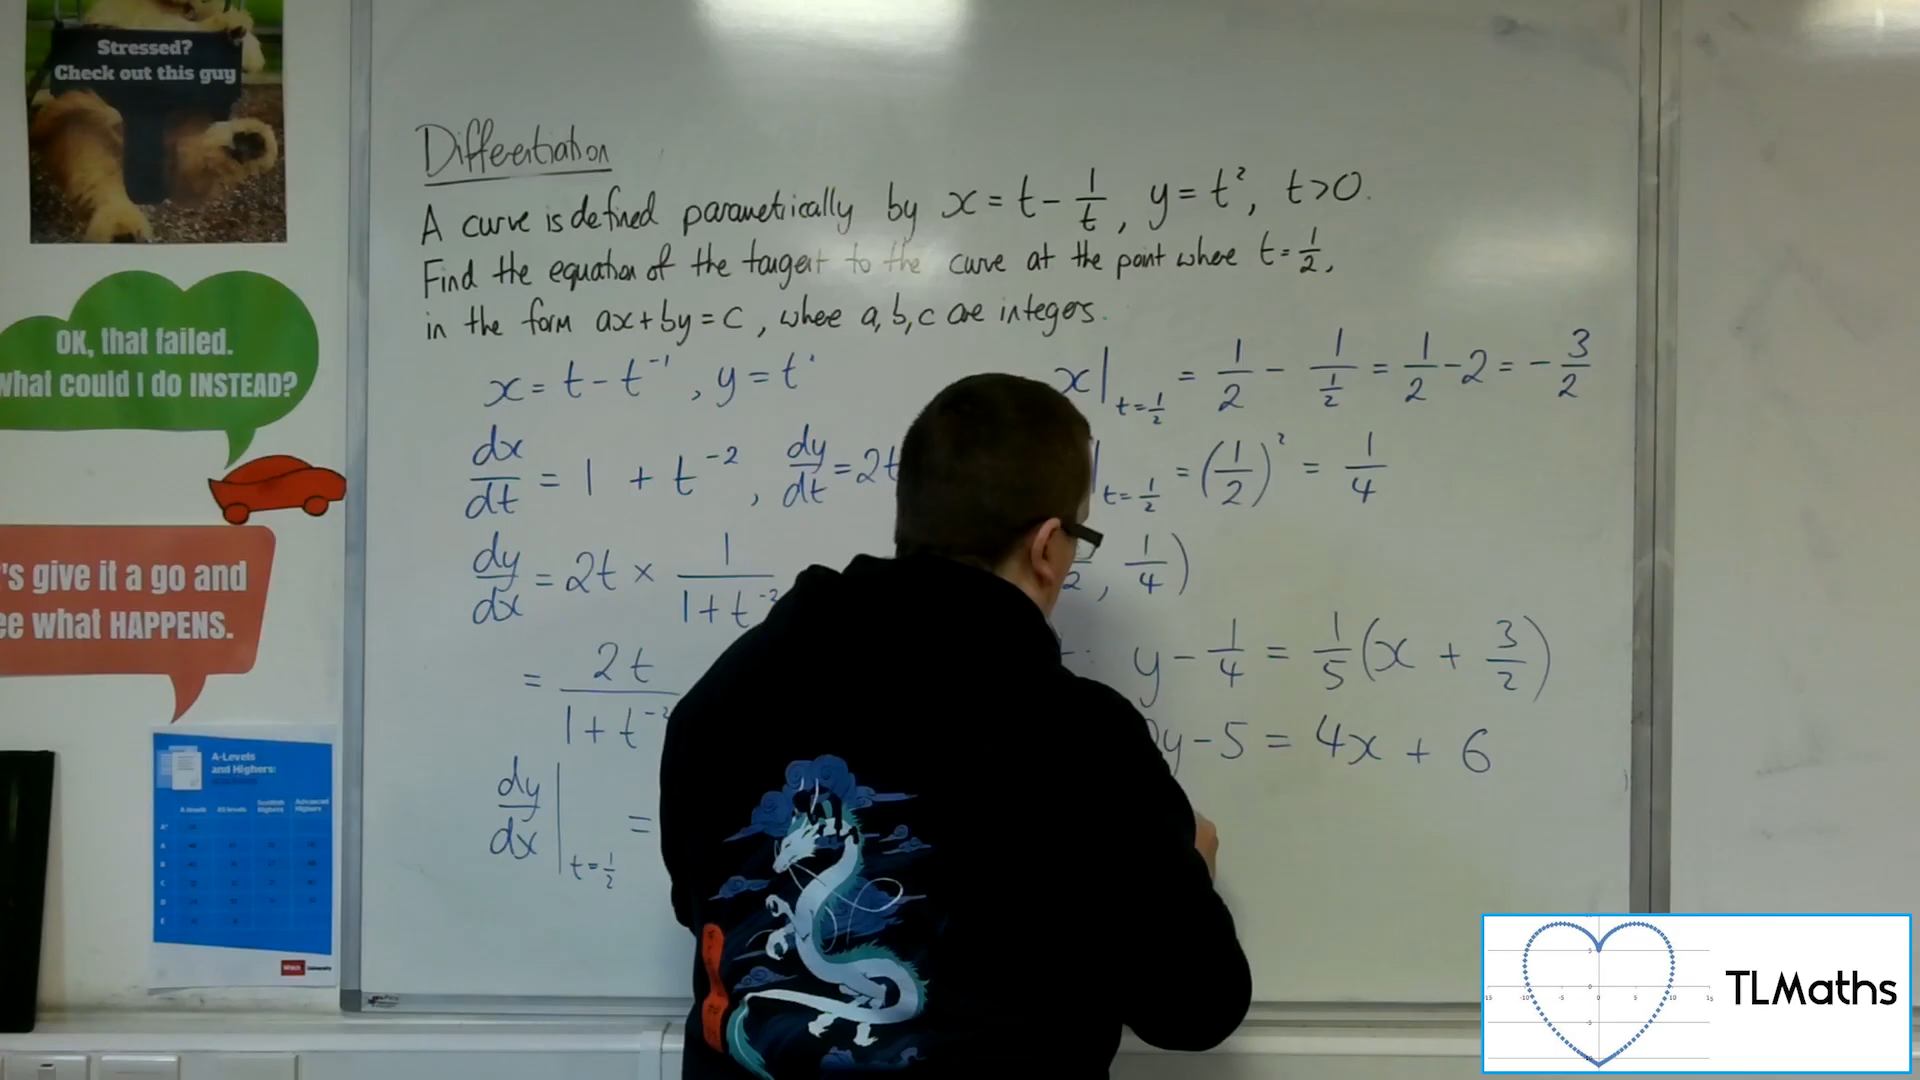 Stressed?
Check out this guy
OK, that failed.
What could I do INSTEAD?
's give it a go and
ee what HAPPENS.
A-Levels
and Highers:
Differentiation
A curve is defined parametrically by x = t - 1/t, y = t², t>0.
Find the equation of the tangent to the curve at the point where t = 1/2,
in the form ax+by=c, where a, b, c are integers.
x = t - t⁻¹, y = t
dx/dt = 1 + t⁻², dy/dt = 2t
dy/dx = 2t × 1/(1+t⁻²
= 2t/(1+t⁻²
dy/dx|t=1/2 =
x|t=1/2 = 1/2 - 1/(1/2) = 1/2 - 2 = -3/2
|t=1/2 = (1/2)² = 1/4
2, 1/4)
: y - 1/4 = 1/5(x + 3/2)
y - 5 = 4x + 6
TLMaths